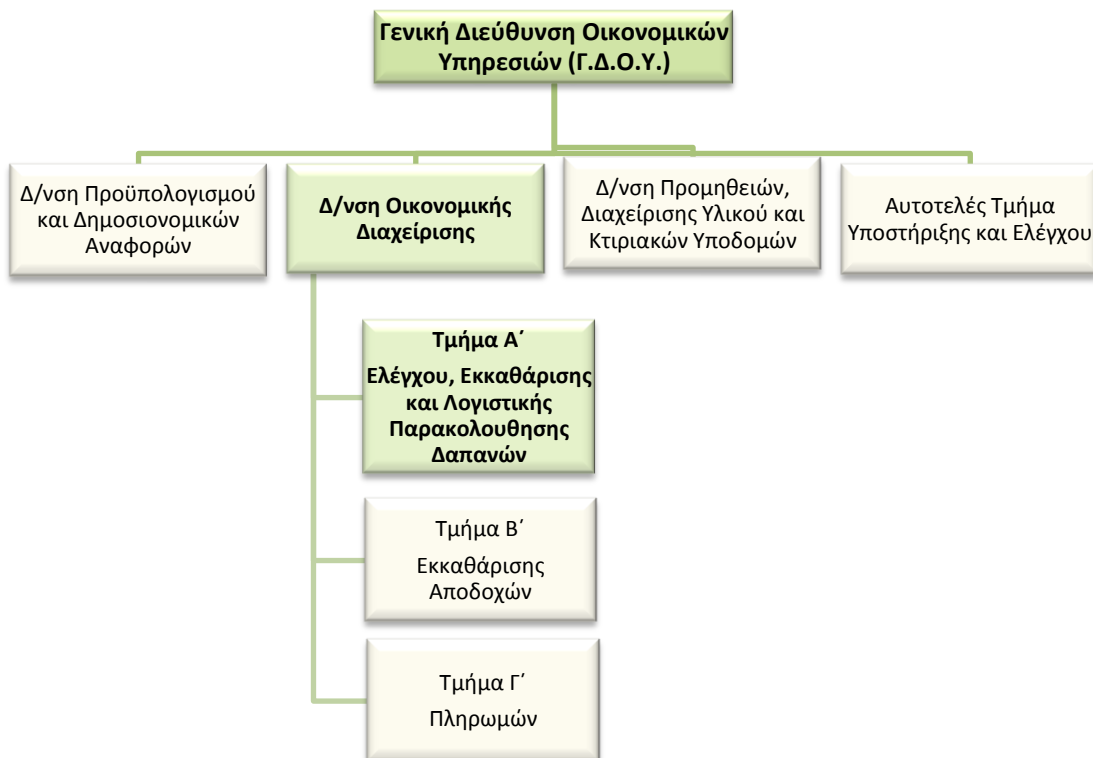 Γενική Διεύθυνση Οικονομικών
Υπηρεσιών (Γ.Δ.Ο.Υ.)
Δ/νση Προϋπολογισμού
και Δημοσιονομικών
Αναφορών
Δ/νση Οικονομικής
Διαχείρισης
Δ/νση Προμηθειών,
Διαχείρισης Υλικού και
Κτιριακών Υποδομών
Αυτοτελές Τμήμα
Υποστήριξης και Ελέγχου
Τμήμα Α΄
Ελέγχου, Εκκαθάρισης
και Λογιστικής
Παρακολουθησης
Δαπανών
Τμήμα Β΄
Εκκαθάρισης
Αποδοχών
Τμήμα Γ΄
Πληρωμών